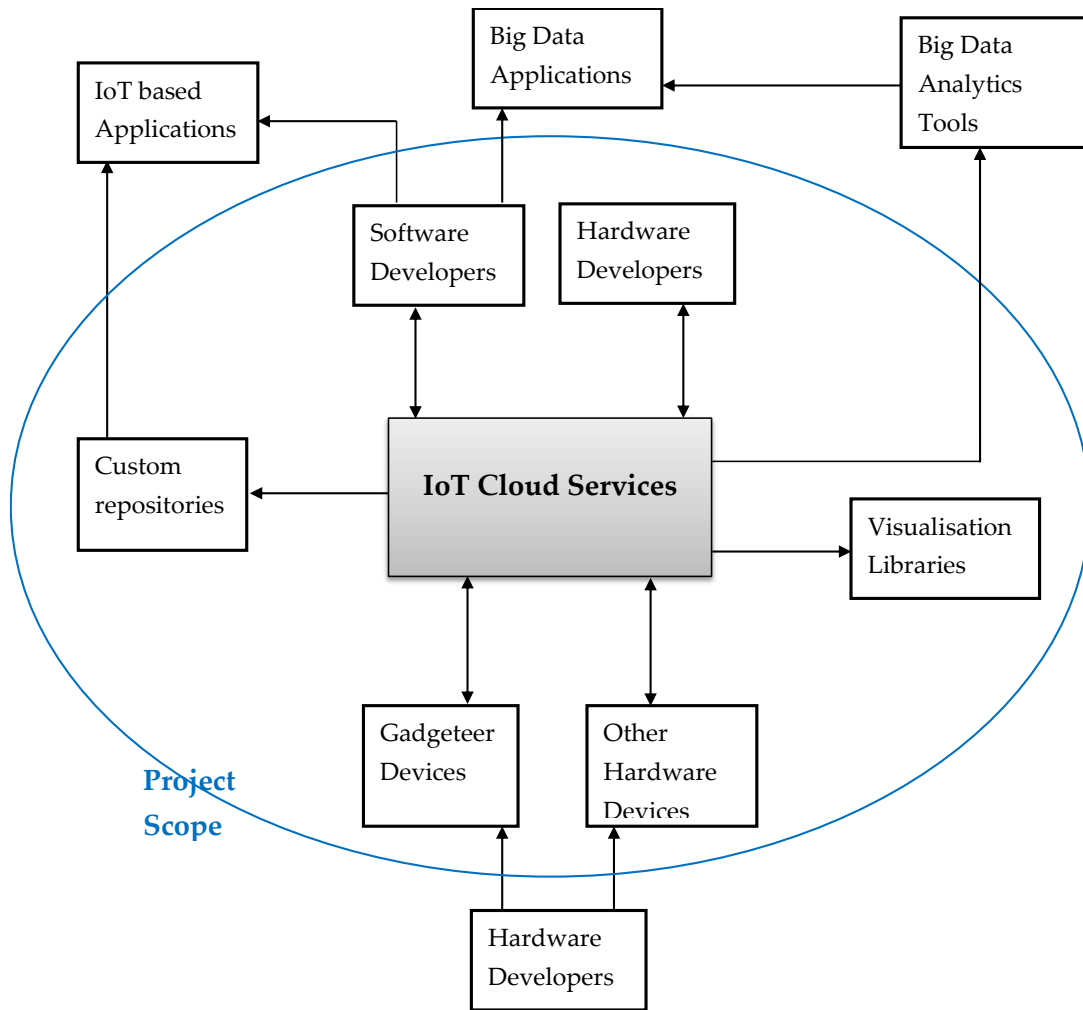 Big Data
Applications
Big Data
Analytics
Tools
IoT based
Applications
Software
Developers
Hardware
Developers
IoT Cloud Services
Custom
repositories
Visualisation
Libraries
Gadgeteer
Devices
Other
Hardware
Devices
Project
Scope
Hardware
Developers